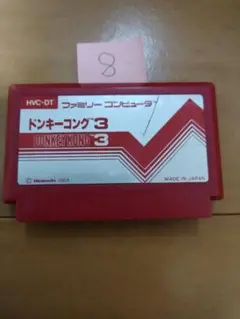 8
HVC-DT
ファミリー コンピュータ
ドンキーコング3
DONKEY KONG 3
MADE IN JAPAN
Nintendo